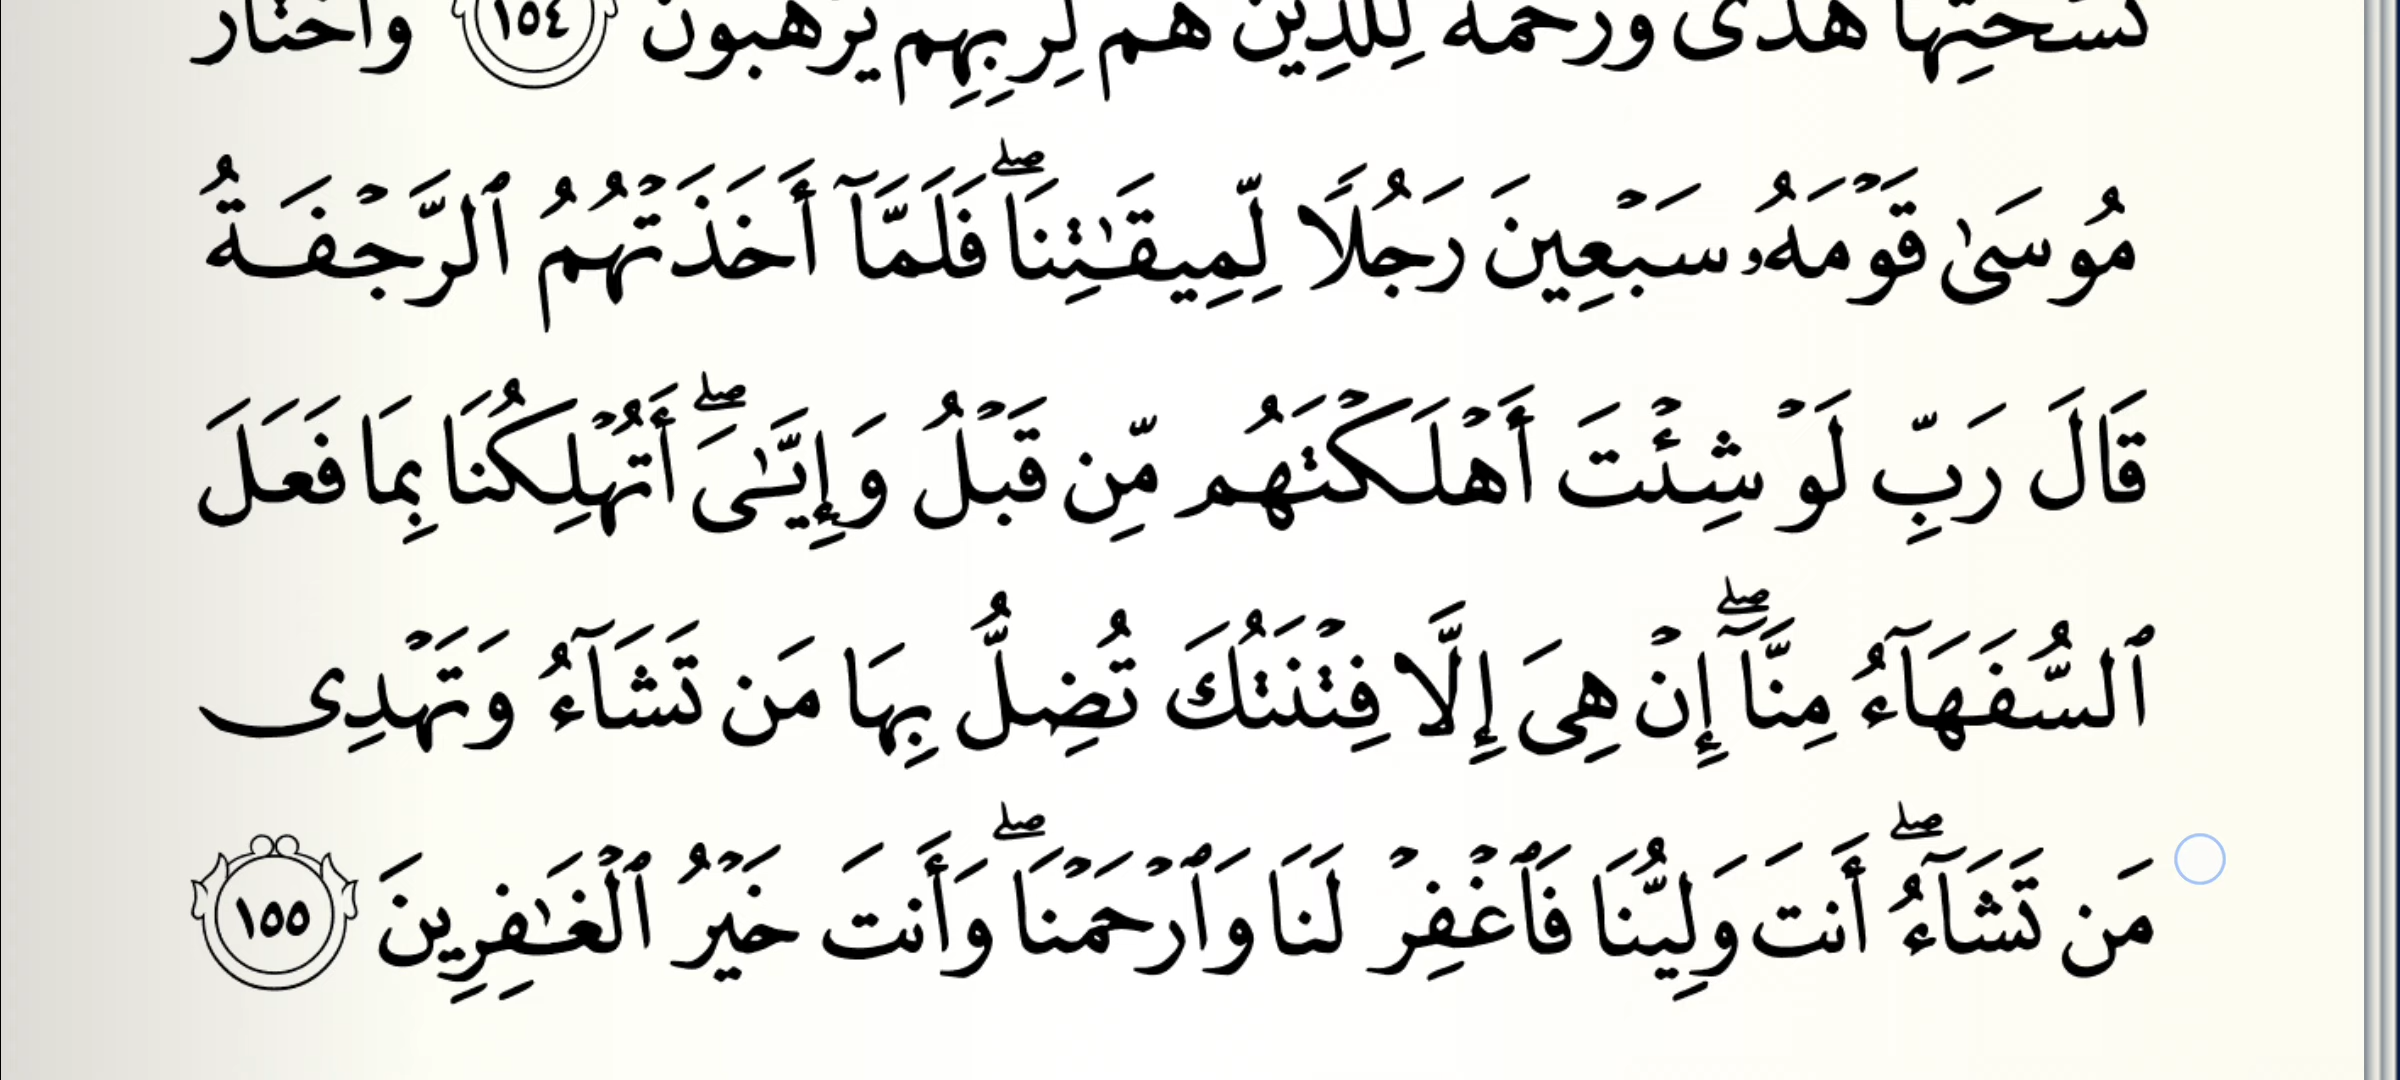 نُسْخَتِهَا هُدًى وَرَحْمَةٌ لِّلَّذِينَ هُمْ لِرَبِّهِمْ يَرْهَبُونَ ١٥٤ وَٱخْتَارَ
مُوسَىٰ قَوْمَهُۥ سَبْعِينَ رَجُلًا لِّمِيقَـٰتِنَا ۖ فَلَمَّآ أَخَذَتْهُمُ ٱلرَّجْفَةُ
قَالَ رَبِّ لَوْ شِئْتَ أَهْلَكْتَهُم مِّن قَبْلُ وَإِيَّـٰىَ ۖ أَتُهْلِكُنَا بِمَا فَعَلَ
ٱلسُّفَهَآءُ مِنَّآ ۖ إِنْ هِىَ إِلَّا فِتْنَتُكَ تُضِلُّ بِهَا مَن تَشَآءُ وَتَهْدِى
مَن تَشَآءُ ۖ أَنتَ وَلِيُّنَا فَٱغْفِرْ لَنَا وَٱرْحَمْنَا ۖ وَأَنتَ خَيْرُ ٱلْغَـٰفِرِينَ ١٥٥